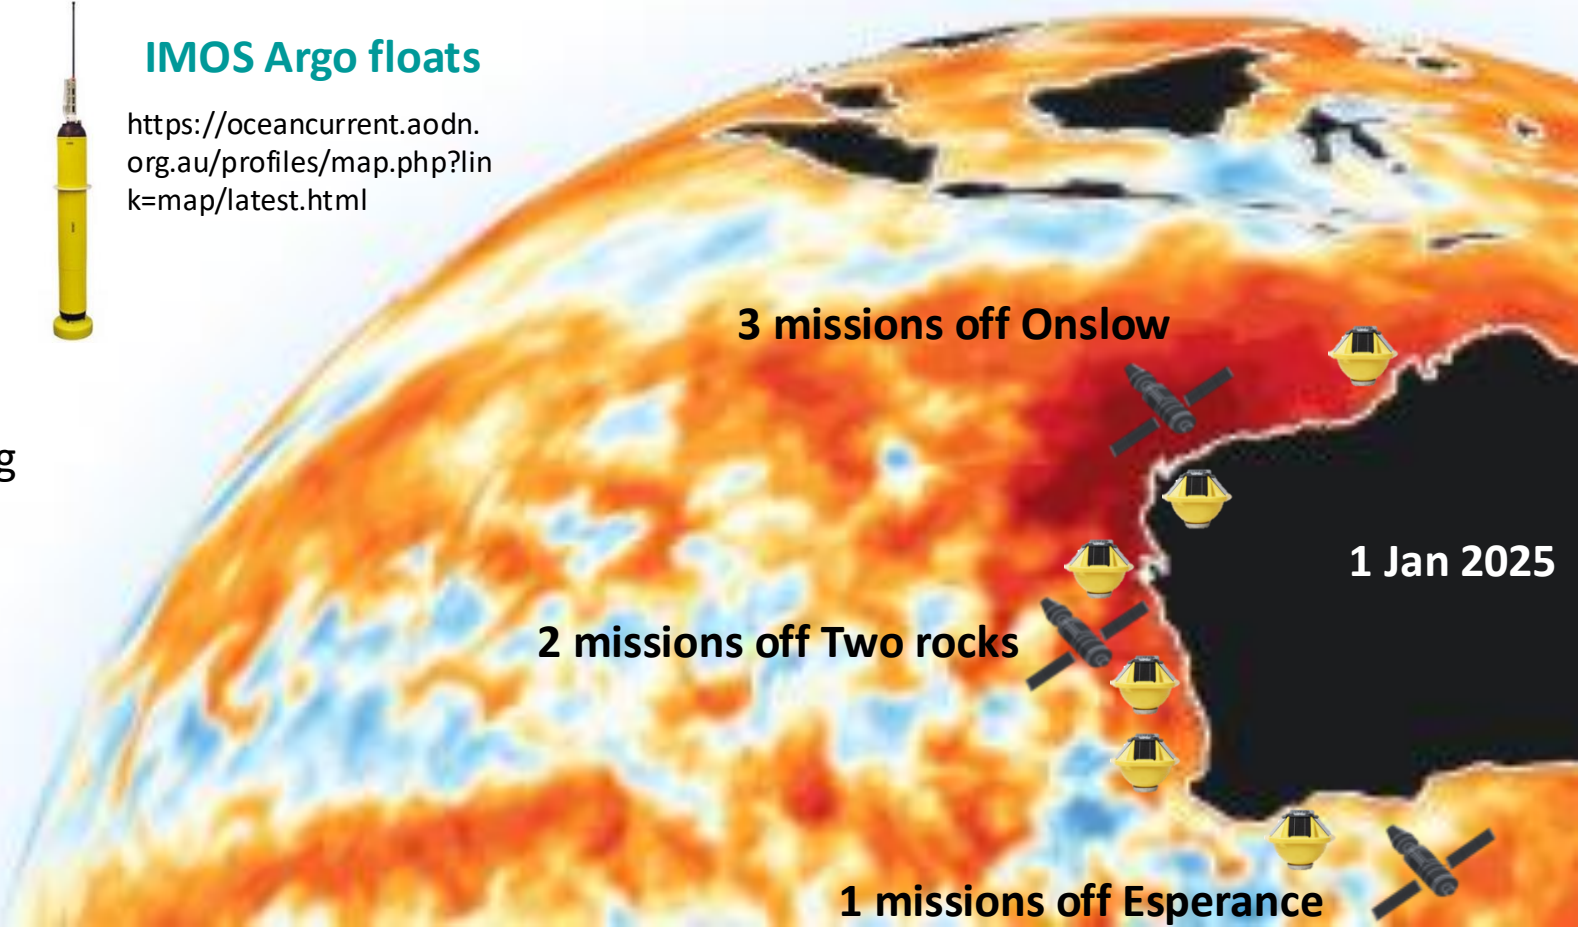 IMOS Argo floats
https://oceancurrent.aodn.
org.au/profiles/map.php?lin
k=map/latest.html
3 missions off Onslow
g
1 Jan 2025
2 missions off Two rocks
1 missions off Esperance